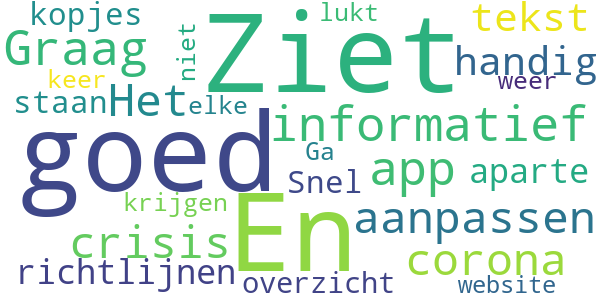 kopjes
lukt
tekst
Graag
niet
Ziet
handig
keer
weer
staan
Het
elke
informatief
goed
Ga
app
aparte
Snel
krijgen
En
aanpassen
crisis
corona
richtlijnen
overzicht
website